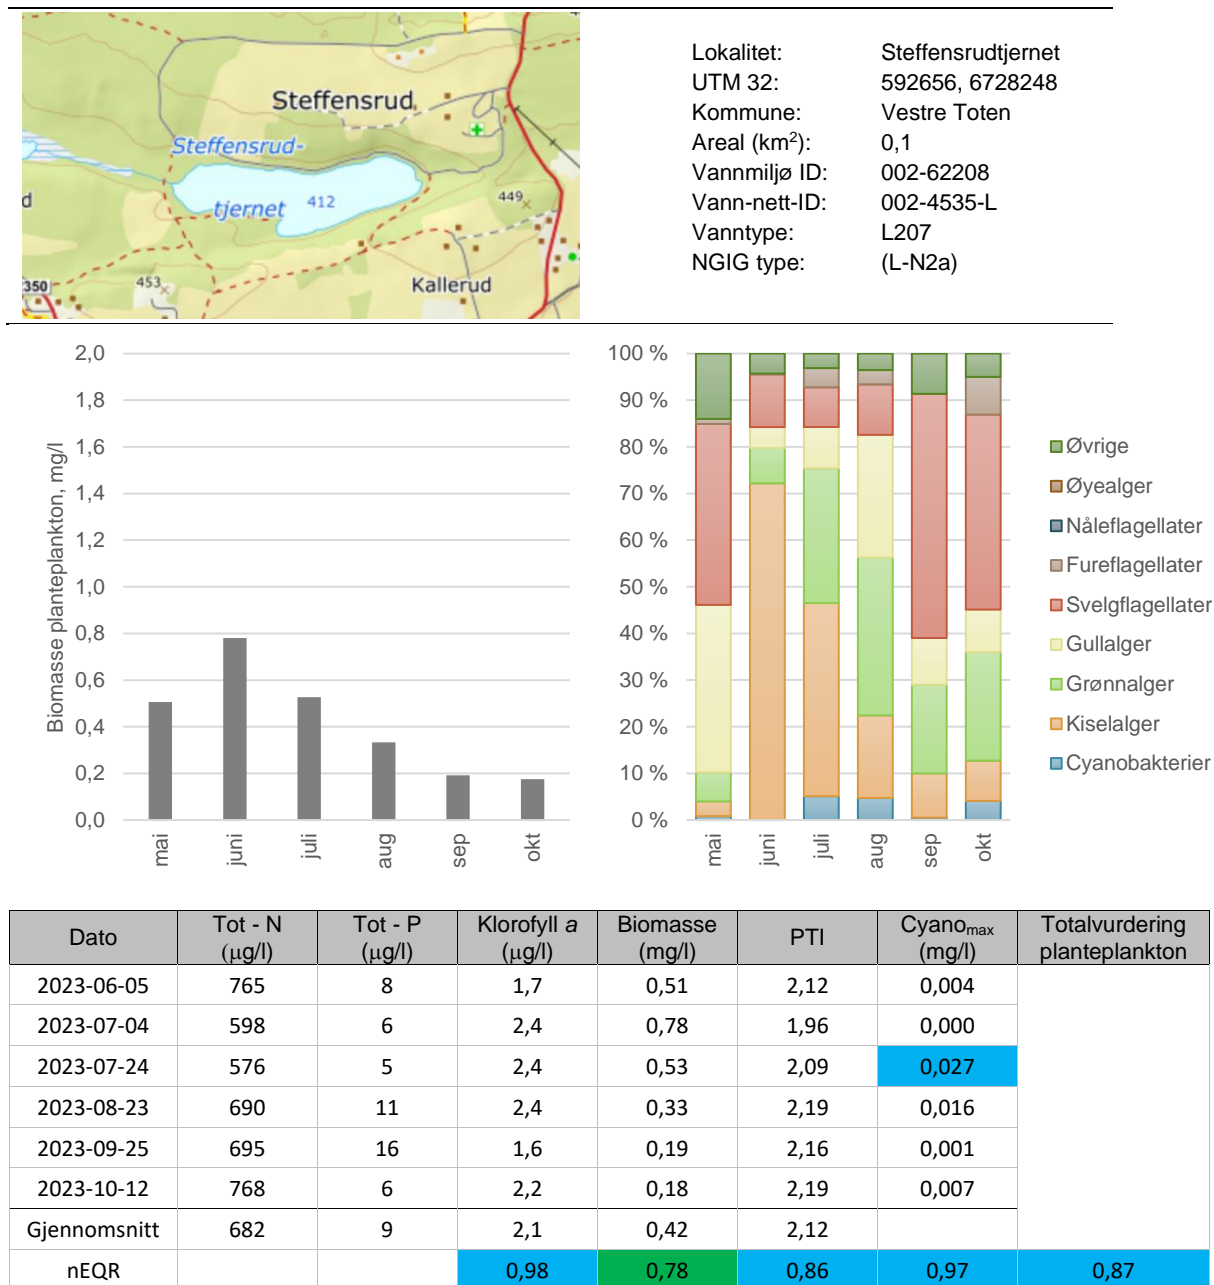 Steffensrud
Steffensrud-
tjernet 412
449
d
350
453
Kallerud
Lokalitet: Steffensrudtjernet
UTM 32: 592656, 6728248
Kommune: Vestre Toten
Areal (km²): 0,1
Vannmiljø ID: 002-62208
Vann-nett-ID: 002-4535-L
Vanntype: L207
NGIG type: (L-N2a)
Biomasse planteplankton, mg/l
2,0
1,8
1,6
1,4
1,2
1,0
0,8
0,6
0,4
0,2
0,0
mai juni juli aug sep okt
100 %
90 %
80 %
70 %
60 %
50 %
40 %
30 %
20 %
10 %
0 %
mai juni juli aug sep okt
Øvrige
Øyealger
Nåleflagellater
Fureflagellater
Svelgflagellater
Gullalger
Grønnalger
Kiselalger
Cyanobakterier
Dato Tot - N (µg/l) Tot - P (µg/l) Klorofyll a (µg/l) Biomasse (mg/l) PTI Cyanomax (mg/l) Totalvurdering planteplankton
2023-06-05 765 8 1,7 0,51 2,12 0,004
2023-07-04 598 6 2,4 0,78 1,96 0,000
2023-07-24 576 5 2,4 0,53 2,09 0,027
2023-08-23 690 11 2,4 0,33 2,19 0,016
2023-09-25 695 16 1,6 0,19 2,16 0,001
2023-10-12 768 6 2,2 0,18 2,19 0,007
Gjennomsnitt 682 9 2,1 0,42 2,12
nEQR 0,98 0,78 0,86 0,97 0,87